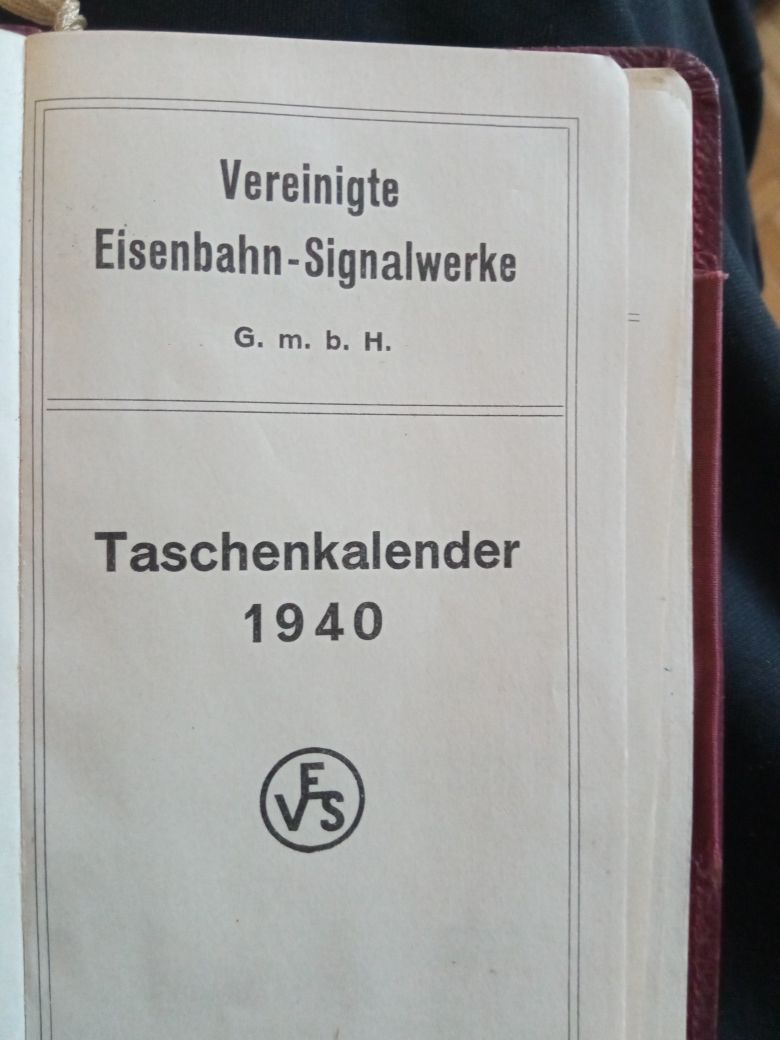 Vereinigte
Eisenbahn-Signalwerke
G. m. b. H.
Taschenkalender
1940
VES